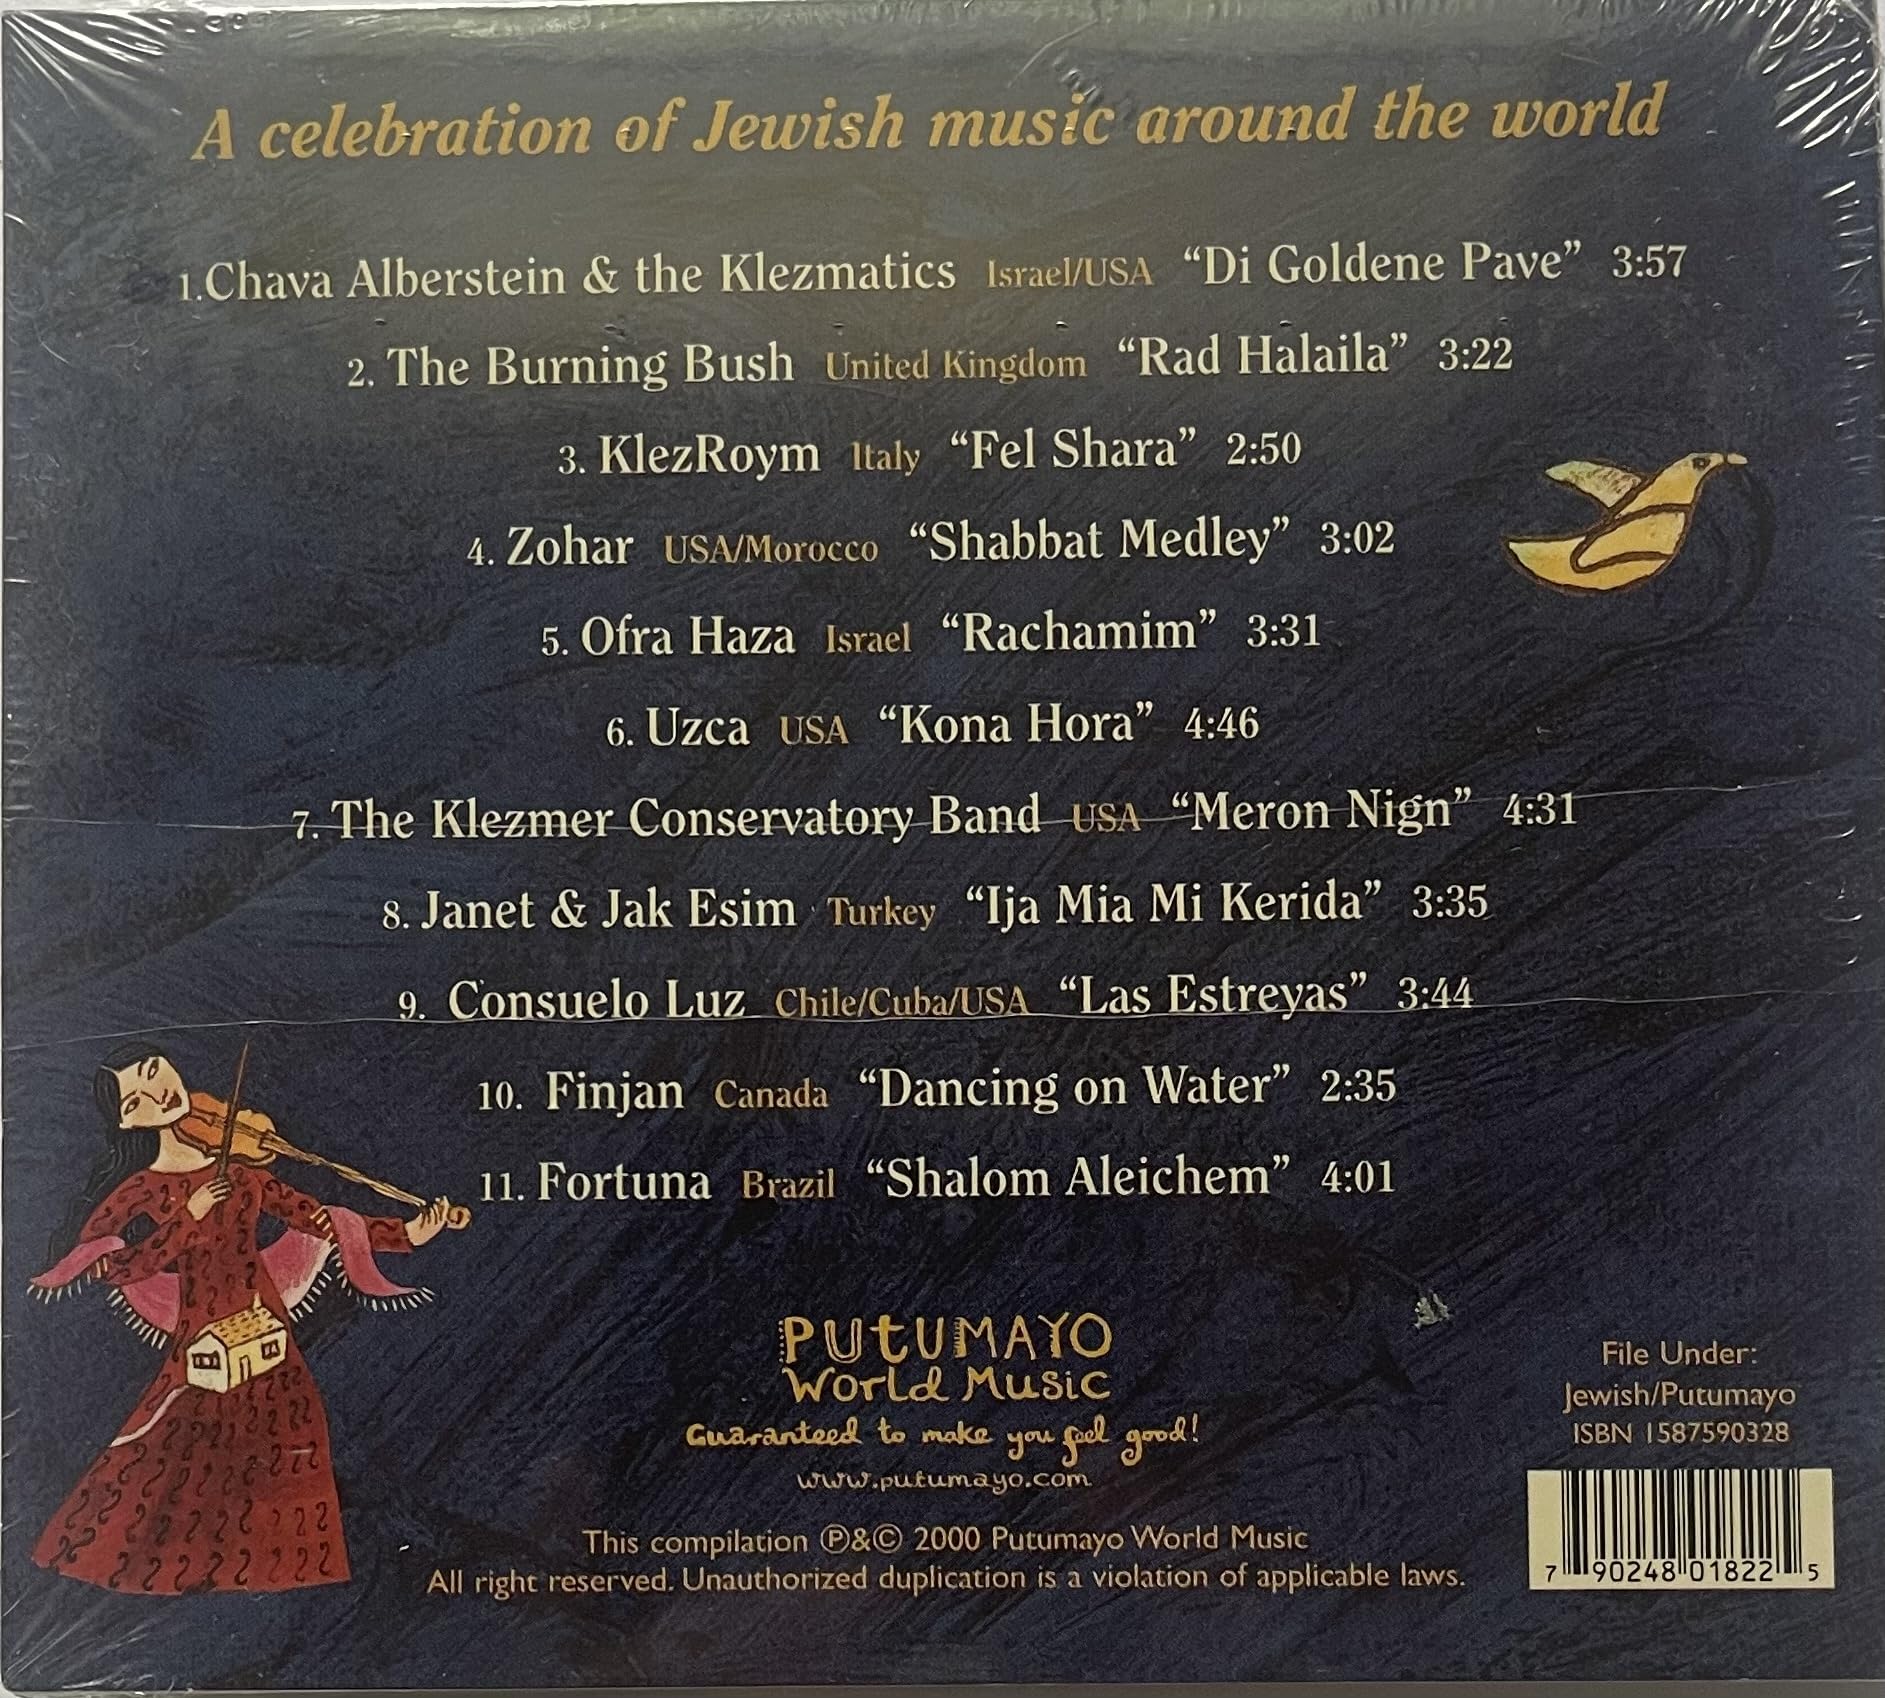 A celebration of Jewish music around the world
1.Chava Alberstein & the Klezmatics Israel/USA “Di Goldene Pave” 3:57
2. The Burning Bush United Kingdom “Rad Halaila” 3:22
3. KlezRoym Italy “Fel Shara” 2:50
4. Zohar USA/Morocco “Shabbat Medley” 3:02
5. Ofra Haza Israel “Rachamim” 3:31
6. Uzca USA “Kona Hora” 4:46
7. The Klezmer Conservatory Band USA “Meron Nign” 4:31
8. Janet & Jak Esim Turkey “Ija Mia Mi Kerida” 3:35
9. Consuelo Luz Chile/Cuba/USA “Las Estreyas” 3:44
10. Finjan Canada “Dancing on Water” 2:35
11. Fortuna Brazil “Shalom Aleichem” 4:01
PUtUMAYO
World Music
Guaranteed to make you feel good!
www.putumayo.com
This compilation ℗&© 2000 Putumayo World Music
All right reserved. Unauthorized duplication is a violation of applicable laws.
File Under:
Jewish/Putumayo
ISBN 1587590328
7 90248 01822 5